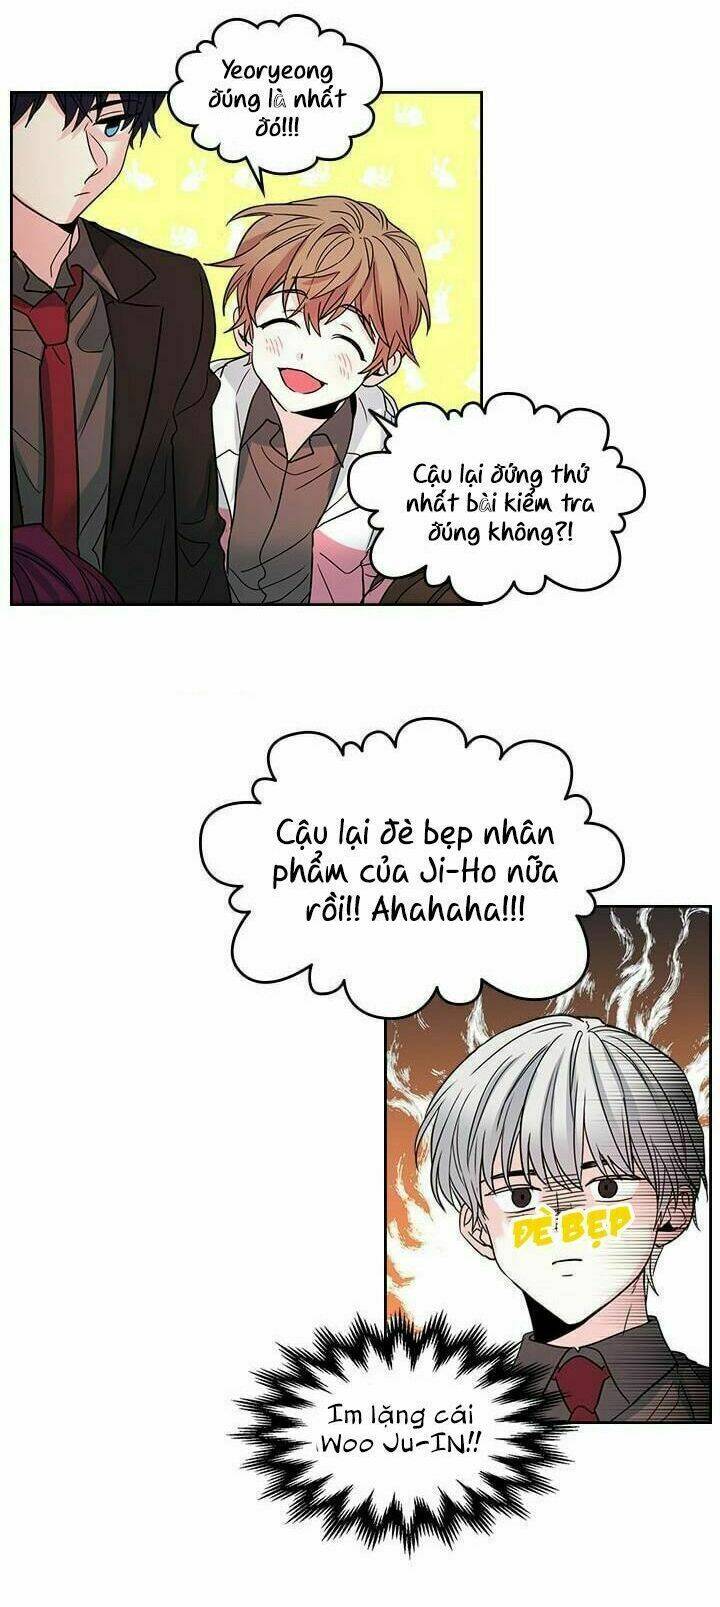 Yeoryeong
đúng là nhất
đó!!!
Cậu lại đứng thứ
nhất bài kiểm tra
đúng không?!
Cậu lại đè bẹp nhân
phẩm của Ji-Ho nữa
rồi!! Ahahaha!!!
ĐÈ BẸP
Im lặng cái
Woo Ju-IN!!